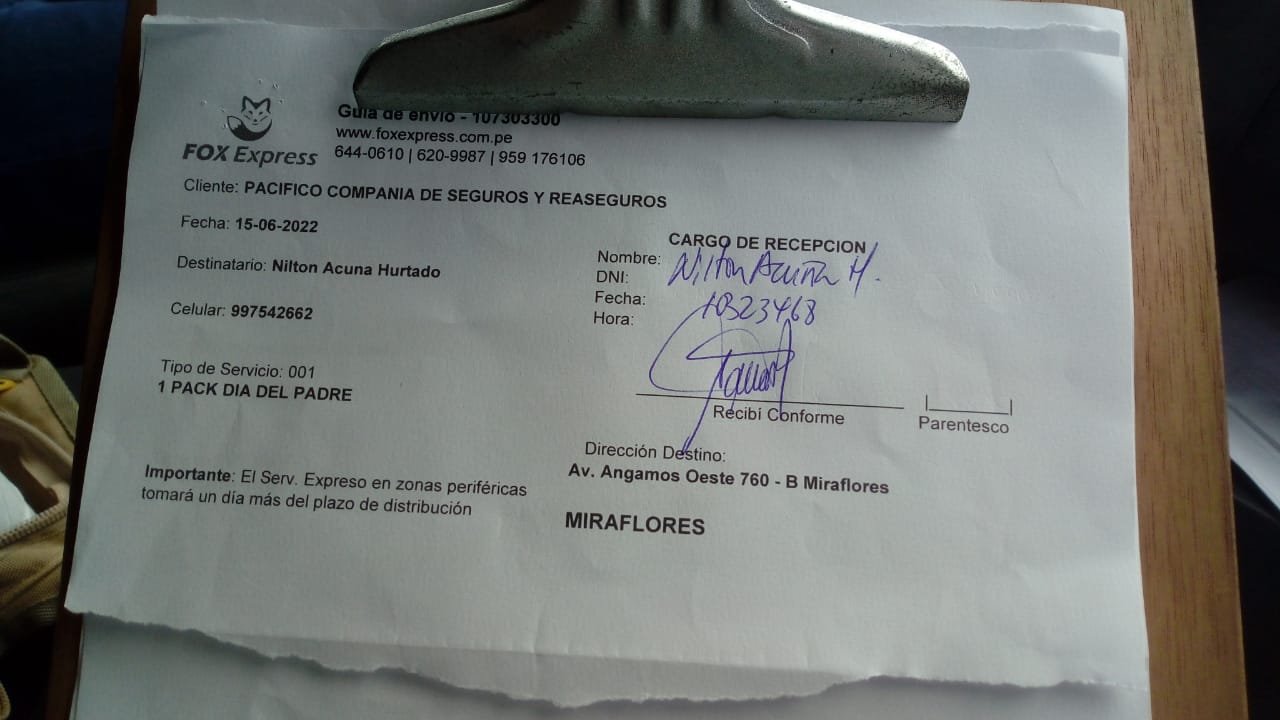 FOX Express
Guía de envío - 107303300
www.foxexpress.com.pe
644-0610 | 620-9987 | 959 176106
Cliente: PACIFICO COMPANIA DE SEGUROS Y REASEGUROS
Fecha: 15-06-2022
Destinatario: Nilton Acuna Hurtado
Celular: 997542662
Tipo de Servicio: 001
1 PACK DIA DEL PADRE
Importante: El Serv. Expreso en zonas periféricas
tomará un día más del plazo de distribución
CARGO DE RECEPCION
Nombre: Nilton Acuña H.
DNI: 10323468
Fecha:
Hora:
Recibí Conforme
Parentesco
Dirección Destino:
Av. Angamos Oeste 760 - B Miraflores
MIRAFLORES